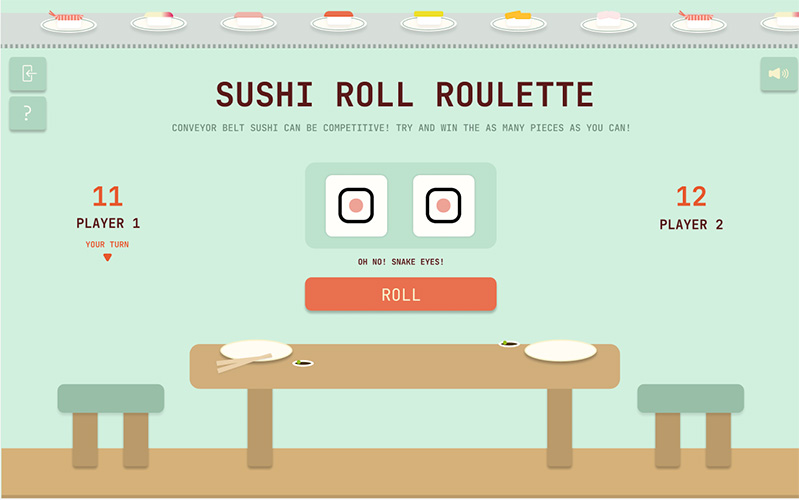 SUSHI ROLL ROULETTE
CONVEYOR BELT SUSHI CAN BE COMPETITIVE! TRY AND WIN THE AS MANY PIECES AS YOU CAN!
?
11
PLAYER 1
YOUR TURN
12
PLAYER 2
OH NO! SNAKE EYES!
ROLL